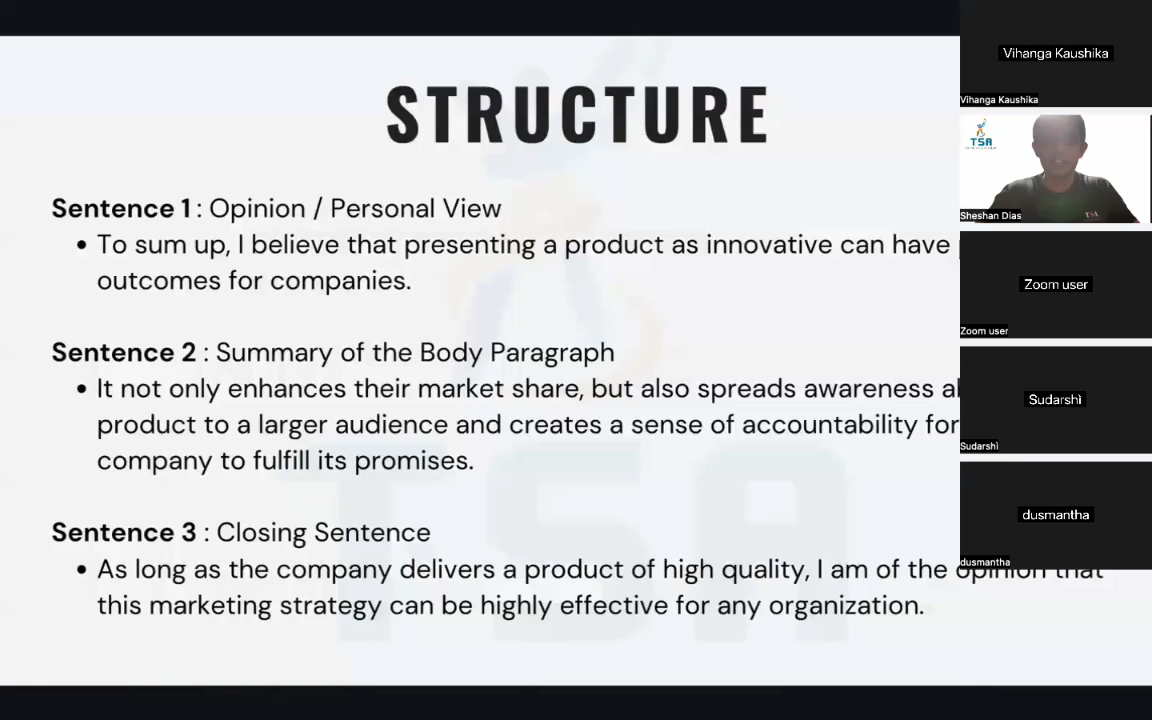 STRUCTURE
Sentence 1 : Opinion / Personal View
• To sum up, I believe that presenting a product as innovative can have
outcomes for companies.
Sentence 2 : Summary of the Body Paragraph
• It not only enhances their market share, but also spreads awareness
product to a larger audience and creates a sense of accountability for
company to fulfill its promises.
Sentence 3 : Closing Sentence
• As long as the company delivers a product of high quality, I am of the opinion that
this marketing strategy can be highly effective for any organization.
TSA
Vihanga Kaushika
Vihanga Kaushika
TSA
Sheshan Dias
Zoom user
Zoom user
Sudarshi
Sudarshi
dusmantha
dusmantha